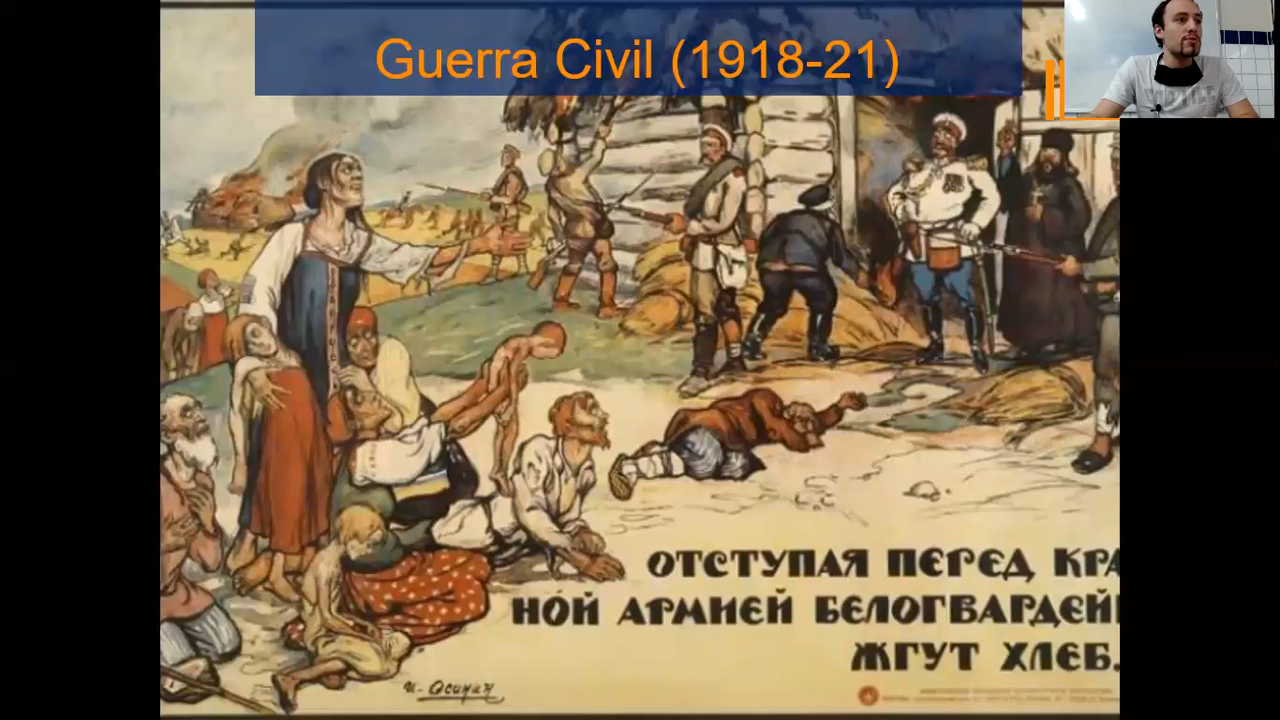 Guerra Civil (1918-21)
ОТСТУПАЯ ПЕРЕД КРА
НОЙ АРМИЕЙ БЕЛОГВАРДЕЙ
ЖГУТ ХЛЕБ.